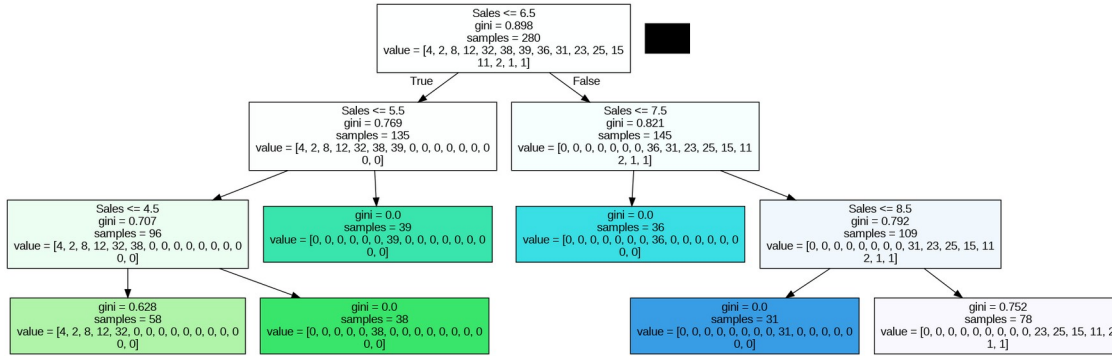 Sales <= 6.5
gini = 0.898
samples = 280
value = [4, 2, 8, 12, 32, 38, 39, 36, 31, 23, 25, 15
11, 2, 1, 1]
True
False
Sales <= 5.5
gini = 0.769
samples = 135
value = [4, 2, 8, 12, 32, 38, 39, 0, 0, 0, 0, 0, 0, 0
0, 0]
Sales <= 7.5
gini = 0.821
samples = 145
value = [0, 0, 0, 0, 0, 0, 0, 36, 31, 23, 25, 15, 11
2, 1, 1]
Sales <= 4.5
gini = 0.707
samples = 96
value = [4, 2, 8, 12, 32, 38, 0, 0, 0, 0, 0, 0, 0, 0
0, 0]
gini = 0.0
samples = 39
value = [0, 0, 0, 0, 0, 0, 39, 0, 0, 0, 0, 0, 0, 0
0, 0]
gini = 0.0
samples = 36
value = [0, 0, 0, 0, 0, 0, 0, 36, 0, 0, 0, 0, 0, 0
0, 0]
Sales <= 8.5
gini = 0.792
samples = 109
value = [0, 0, 0, 0, 0, 0, 0, 0, 31, 23, 25, 15, 11
2, 1, 1]
gini = 0.628
samples = 58
value = [4, 2, 8, 12, 32, 0, 0, 0, 0, 0, 0, 0, 0, 0
0, 0]
gini = 0.0
samples = 38
value = [0, 0, 0, 0, 0, 38, 0, 0, 0, 0, 0, 0, 0, 0
0, 0]
gini = 0.0
samples = 31
value = [0, 0, 0, 0, 0, 0, 0, 0, 31, 0, 0, 0, 0, 0
0, 0]
gini = 0.752
samples = 78
value = [0, 0, 0, 0, 0, 0, 0, 0, 0, 23, 25, 15, 11, 2
1, 1]